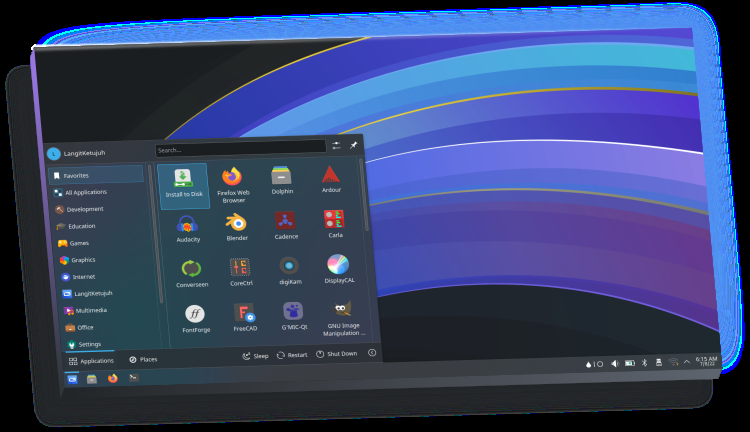 LangitKetujuh
Search...
Favorites
All Applications
Development
Education
Games
Graphics
Internet
LangitKetujuh
Multimedia
Office
Settings
Install to Disk
Firefox Web
Browser
Dolphin
Ardour
Audacity
Blender
Cadence
Carla
Converseen
CoreCtrl
digiKam
DisplayCAL
FontForge
FreeCAD
G'MIC-Qt
GNU Image
Manipulation ...
Applications
Places
Sleep
Restart
Shut Down
6:15 AM